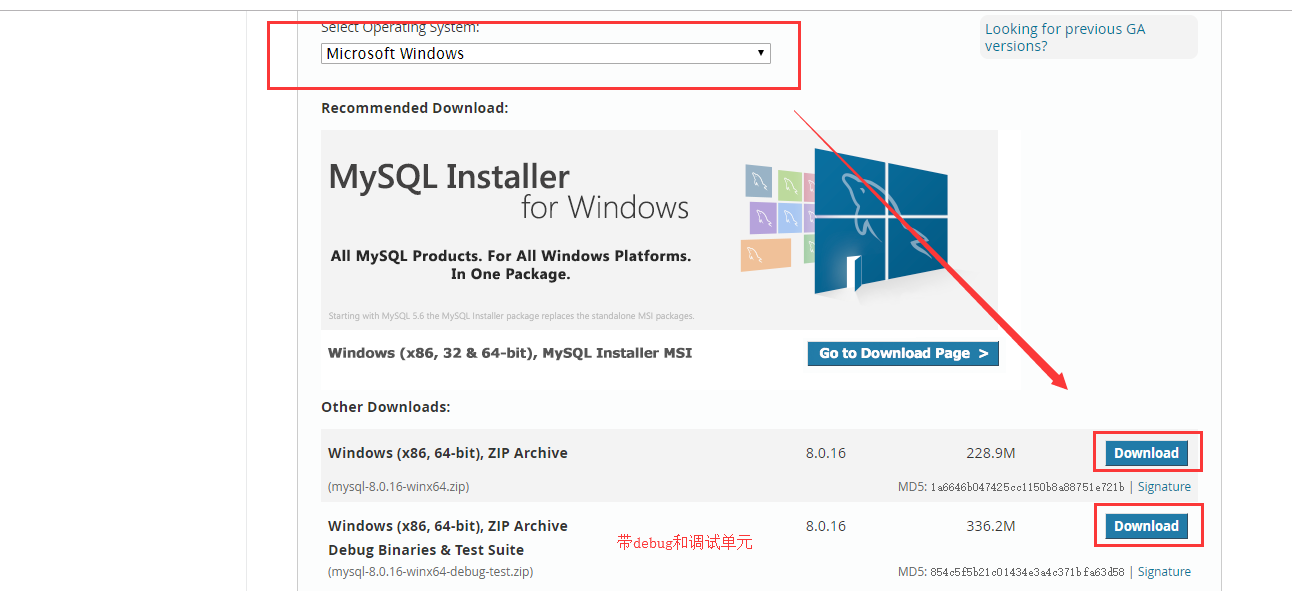 Select Operating System:
Looking for previous GA
versions?
Microsoft Windows
Recommended Download:
MySQL Installer
for Windows
All MySQL Products. For All Windows Platforms.
In One Package.
Starting with MySQL 5.6 the MySQL Installer package replaces the standalone MSI packages.
Windows (x86, 32 & 64-bit), MySQL Installer MSI
Go to Download Page >
Other Downloads:
Windows (x86, 64-bit), ZIP Archive 8.0.16 228.9M Download
(mysql-8.0.16-winx64.zip) MD5: 1a6646b047425cc1150b8a88751e721b | Signature
Windows (x86, 64-bit), ZIP Archive 8.0.16 336.2M Download
Debug Binaries & Test Suite
带debug和调试单元
(mysql-8.0.16-winx64-debug-test.zip) MD5: 854c5f5b21c01434e3a4c371bfa63d58 | Signature